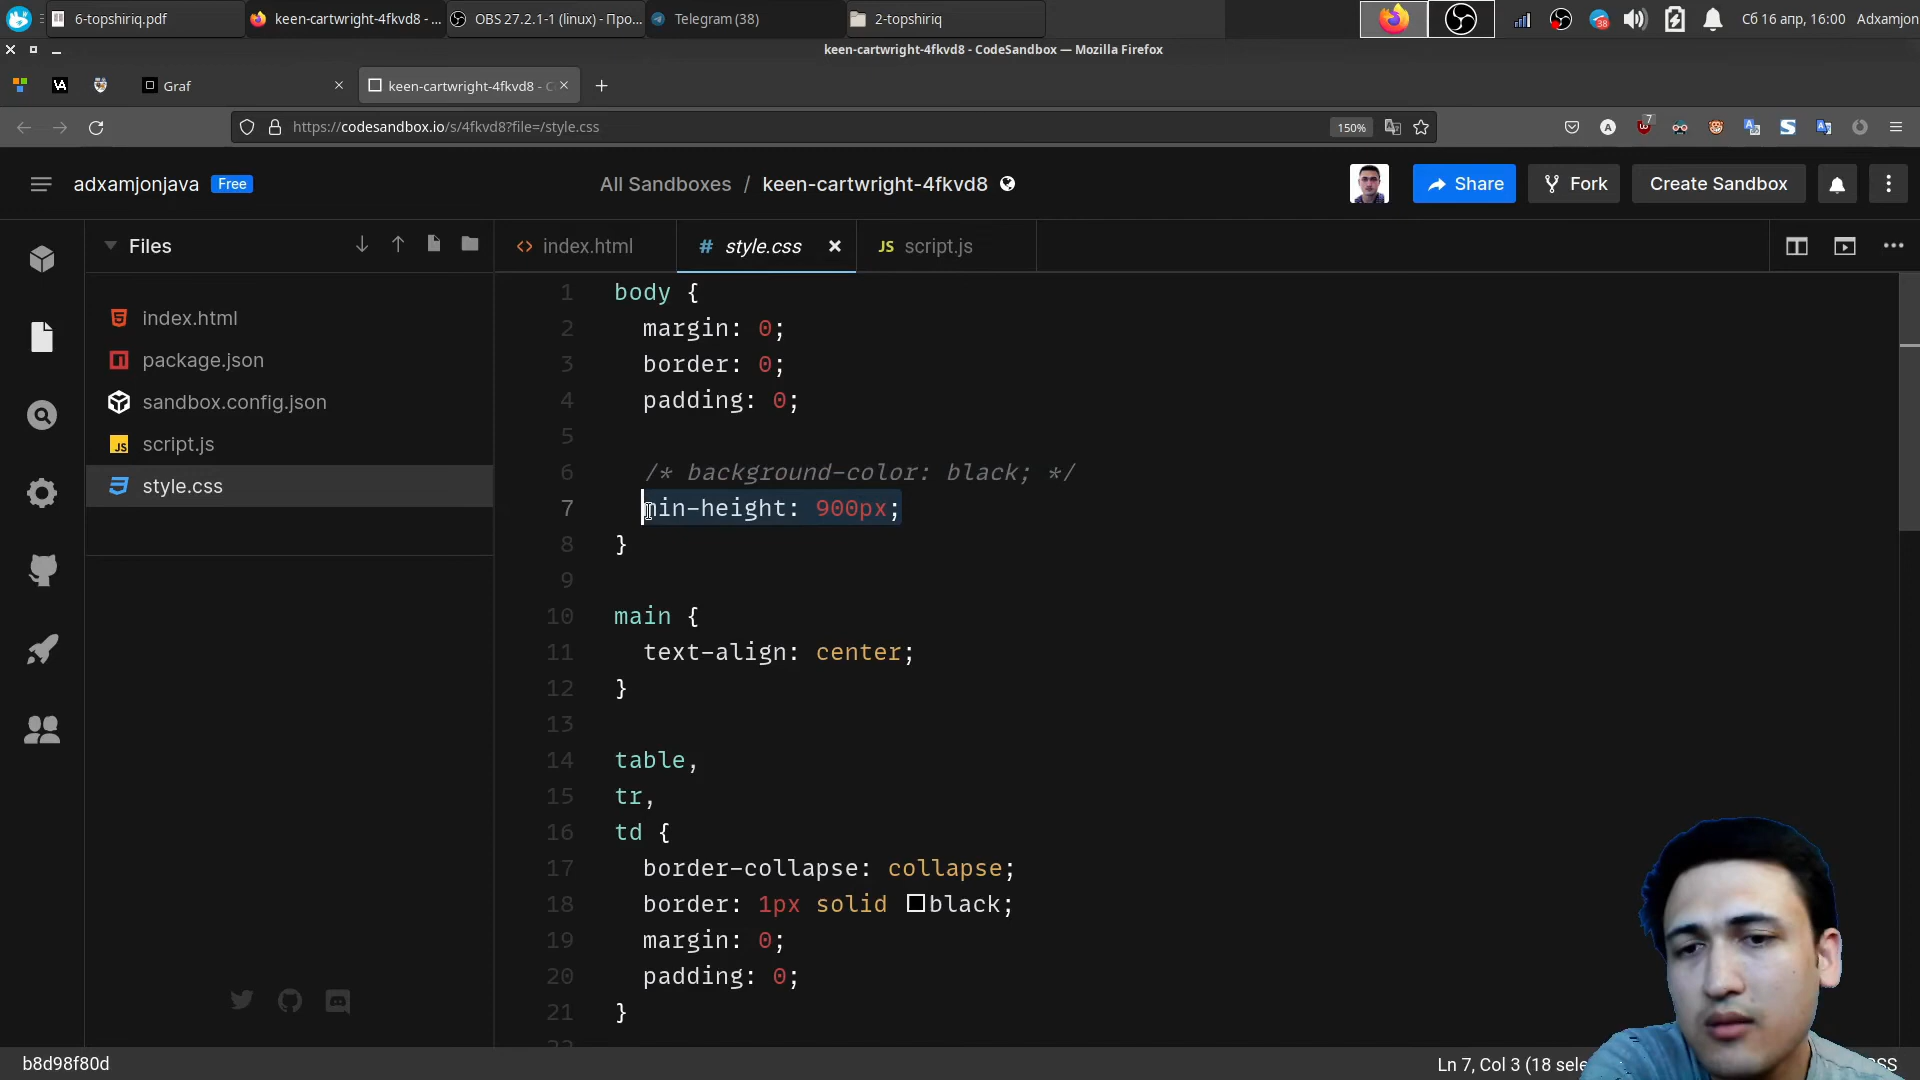 6-topshiriq.pdf
keen-cartwright-4fkvd8 - ...
OBS 27.2.1-1 (linux) - Про...
Telegram (38)
2-topshiriq
38
Сб 16 апр, 16:00
Adxamjon
keen-cartwright-4fkvd8 - CodeSandbox — Mozilla Firefox
Graf
keen-cartwright-4fkvd8 - C
https://codesandbox.io/s/4fkvd8?file=/style.css
150%
7
adxamjonjava
Free
All Sandboxes / keen-cartwright-4fkvd8
Share
Fork
Create Sandbox
Files
index.html
package.json
sandbox.config.json
script.js
style.css
<> index.html
# style.css
JS script.js
1 body {
2 margin: 0;
3 border: 0;
4 padding: 0;
5
6 /* background-color: black; */
7 min-height: 900px;
8 }
9
10 main {
11 text-align: center;
12 }
13
14 table,
15 tr,
16 td {
17 border-collapse: collapse;
18 border: 1px solid black;
19 margin: 0;
20 padding: 0;
21 }
b8d98f80d
Ln 7, Col 3 (18